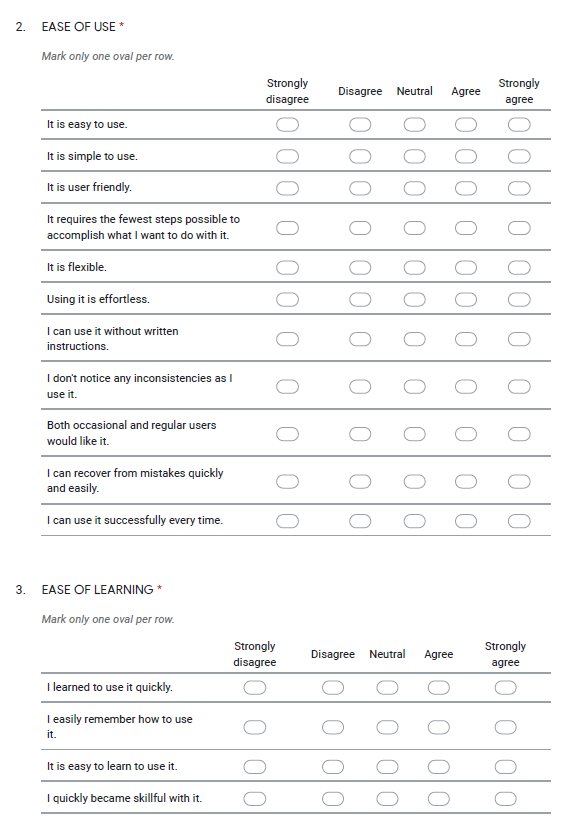 2. EASE OF USE *
Mark only one oval per row.
Strongly disagree Disagree Neutral Agree Strongly agree
It is easy to use.
It is simple to use.
It is user friendly.
It requires the fewest steps possible to
accomplish what I want to do with it.
It is flexible.
Using it is effortless.
I can use it without written
instructions.
I don't notice any inconsistencies as I
use it.
Both occasional and regular users
would like it.
I can recover from mistakes quickly
and easily.
I can use it successfully every time.
3. EASE OF LEARNING *
Mark only one oval per row.
Strongly disagree Disagree Neutral Agree Strongly agree
I learned to use it quickly.
I easily remember how to use
it.
It is easy to learn to use it.
I quickly became skillful with it.